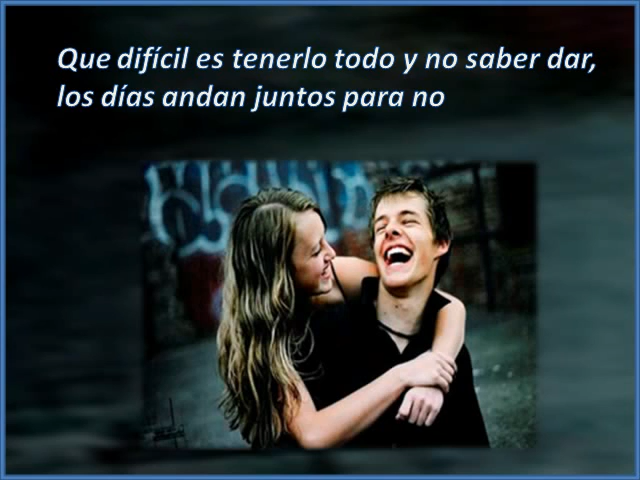 Que difícil es tenerlo todo y no saber dar,
los días andan juntos para no